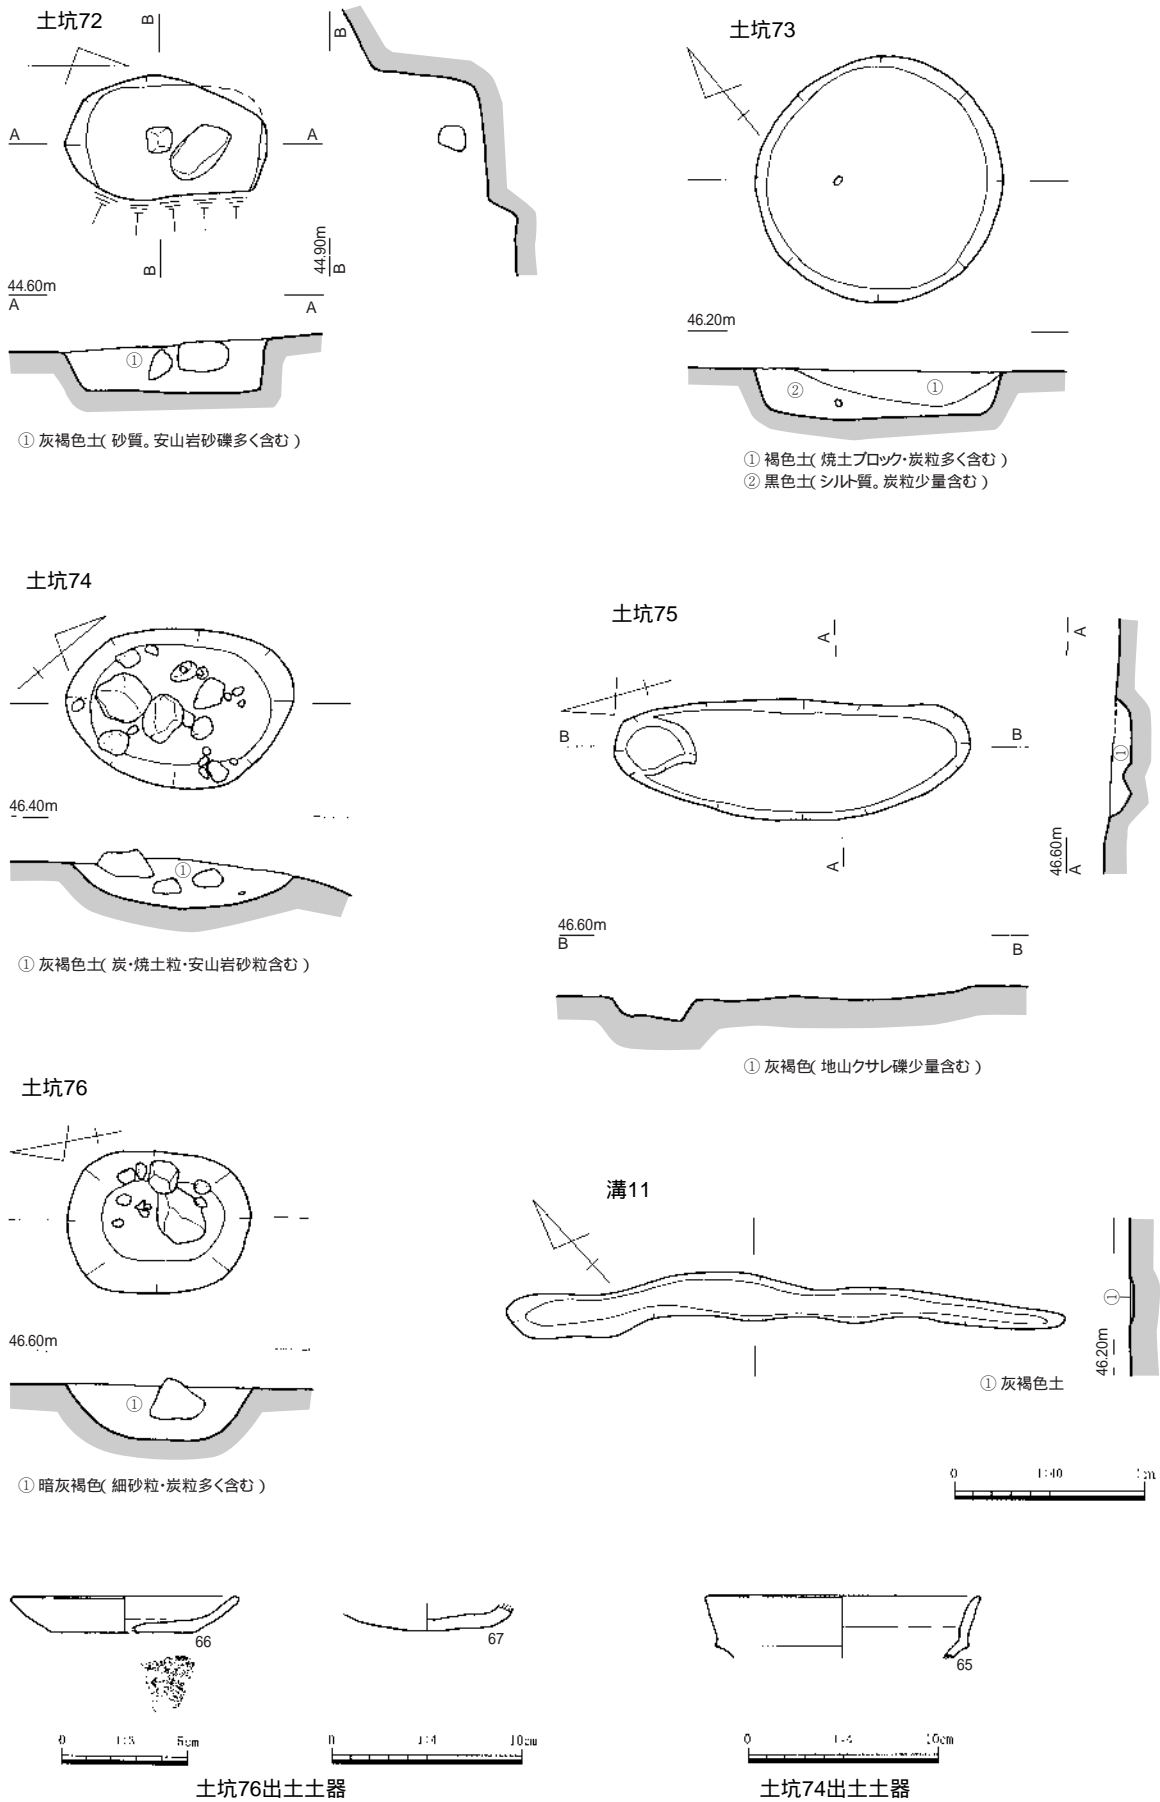 土坑72
B
B
A
A
B
44.90m
B
44.60m
A
A
①
①灰褐色土(砂質。安山岩砂礫多く含む)
土坑73
46.20m
②
①
①褐色土(焼土ブロック・炭粒多く含む)
②黒色土(シルト質。炭粒少量含む)
土坑74
46.40m
①
①灰褐色土(炭・焼土粒・安山岩砂粒含む)
土坑75
A
A
B
B
①
A
46.60m
A
46.60m
B
B
①灰褐色(地山クサレ礫少量含む)
土坑76
46.60m
①
①暗灰褐色(細砂粒・炭粒多く含む)
溝11
①
46.20m
①灰褐色土
0 1:40 1m
66
67
65
0 1:3 5cm
0 1:4 10cm
0 1:4 10cm
土坑76出土土器
土坑74出土土器